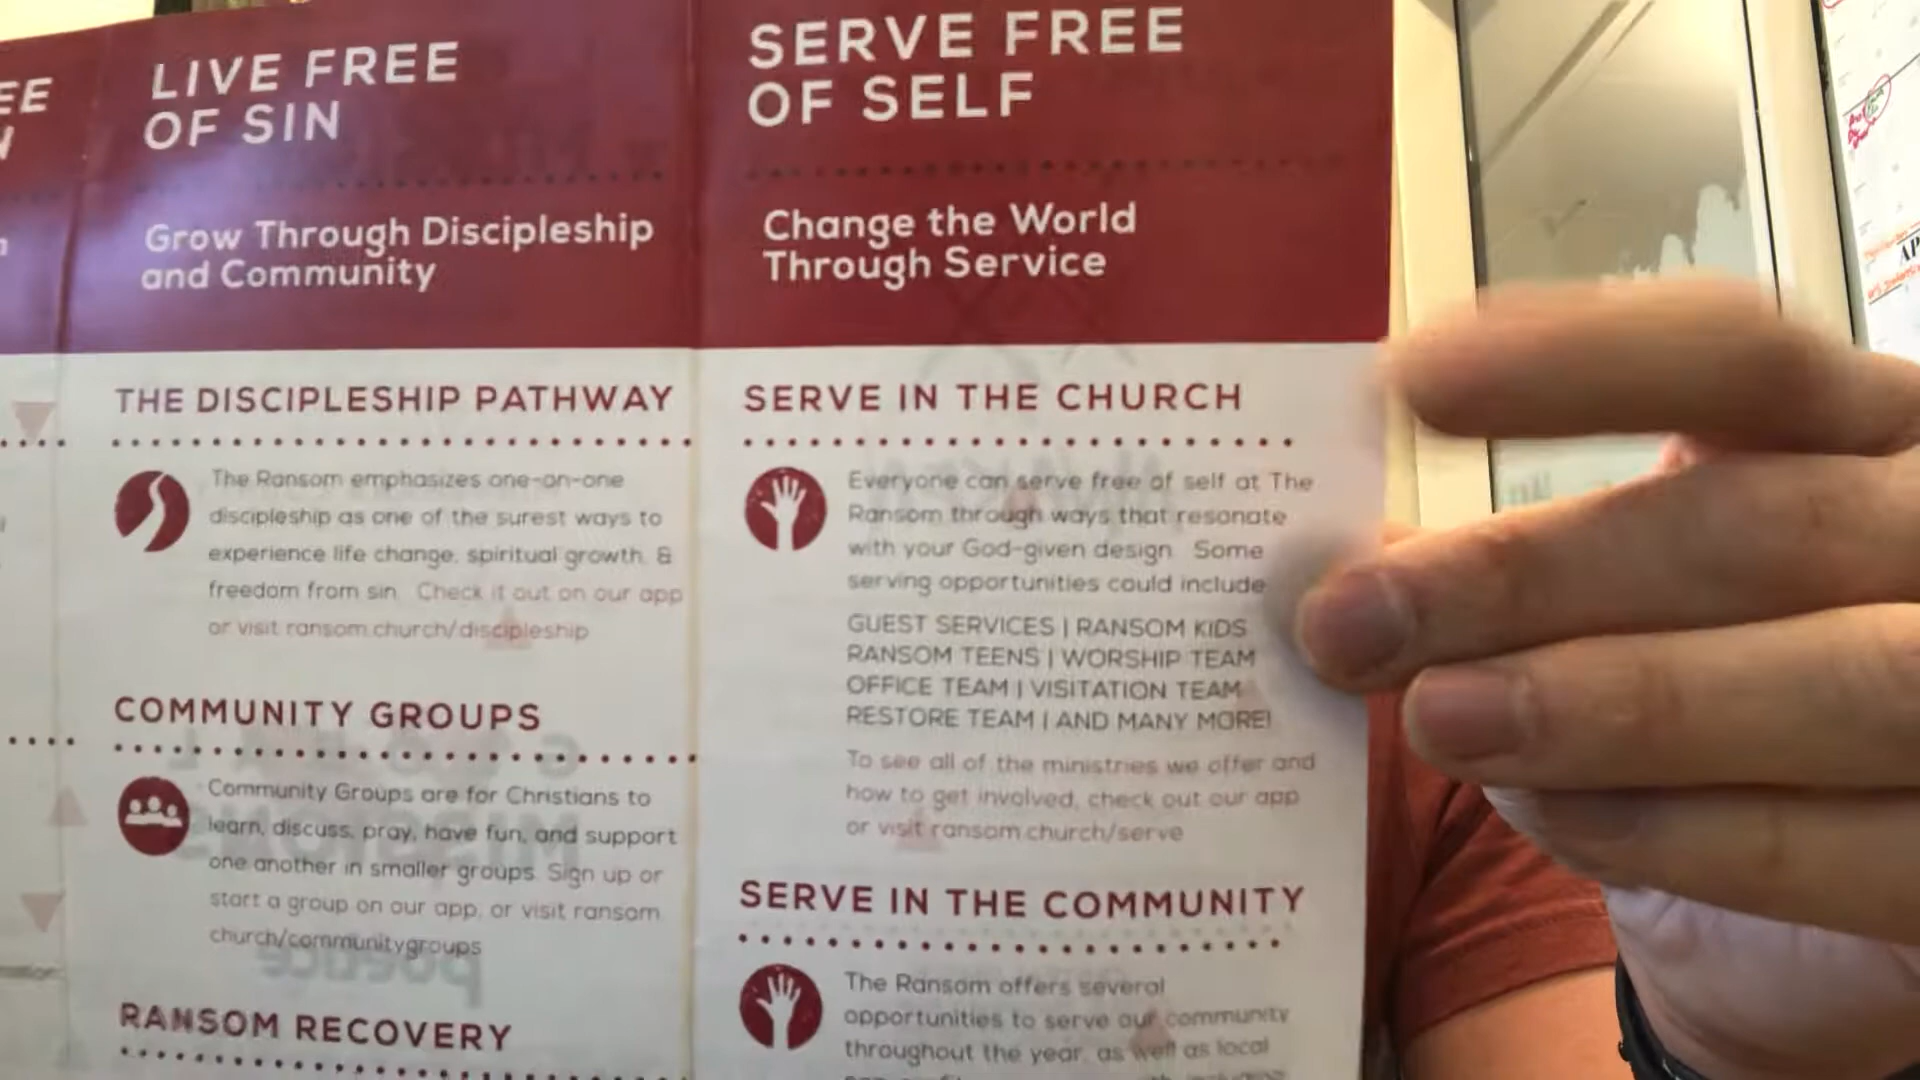 EE
LIVE FREE
OF SIN
Grow Through Discipleship
and Community
THE DISCIPLESHIP PATHWAY
The Ransom emphasizes one-on-one
discipleship as one of the surest ways to
experience life change, spiritual growth, &
freedom from sin. Check it out on our app
or visit ransom.church/discipleship
COMMUNITY GROUPS
Community Groups are for Christians to
learn, discuss, pray, have fun, and support
one another in smaller groups. Sign up or
start a group on our app, or visit ransom.
church/communitygroups
RANSOM RECOVERY
SERVE FREE
OF SELF
Change the World
Through Service
SERVE IN THE CHURCH
Everyone can serve free of self at The
Ransom through ways that resonate
with your God-given design. Some
serving opportunities could include
GUEST SERVICES | RANSOM KIDS
RANSOM TEENS | WORSHIP TEAM
OFFICE TEAM | VISITATION TEAM
RESTORE TEAM | AND MANY MORE!
To see all of the ministries we offer and
how to get involved, check out our app
or visit ransom.church/serve
SERVE IN THE COMMUNITY
The Ransom offers several
opportunities to serve our community
throughout the year, as well as local